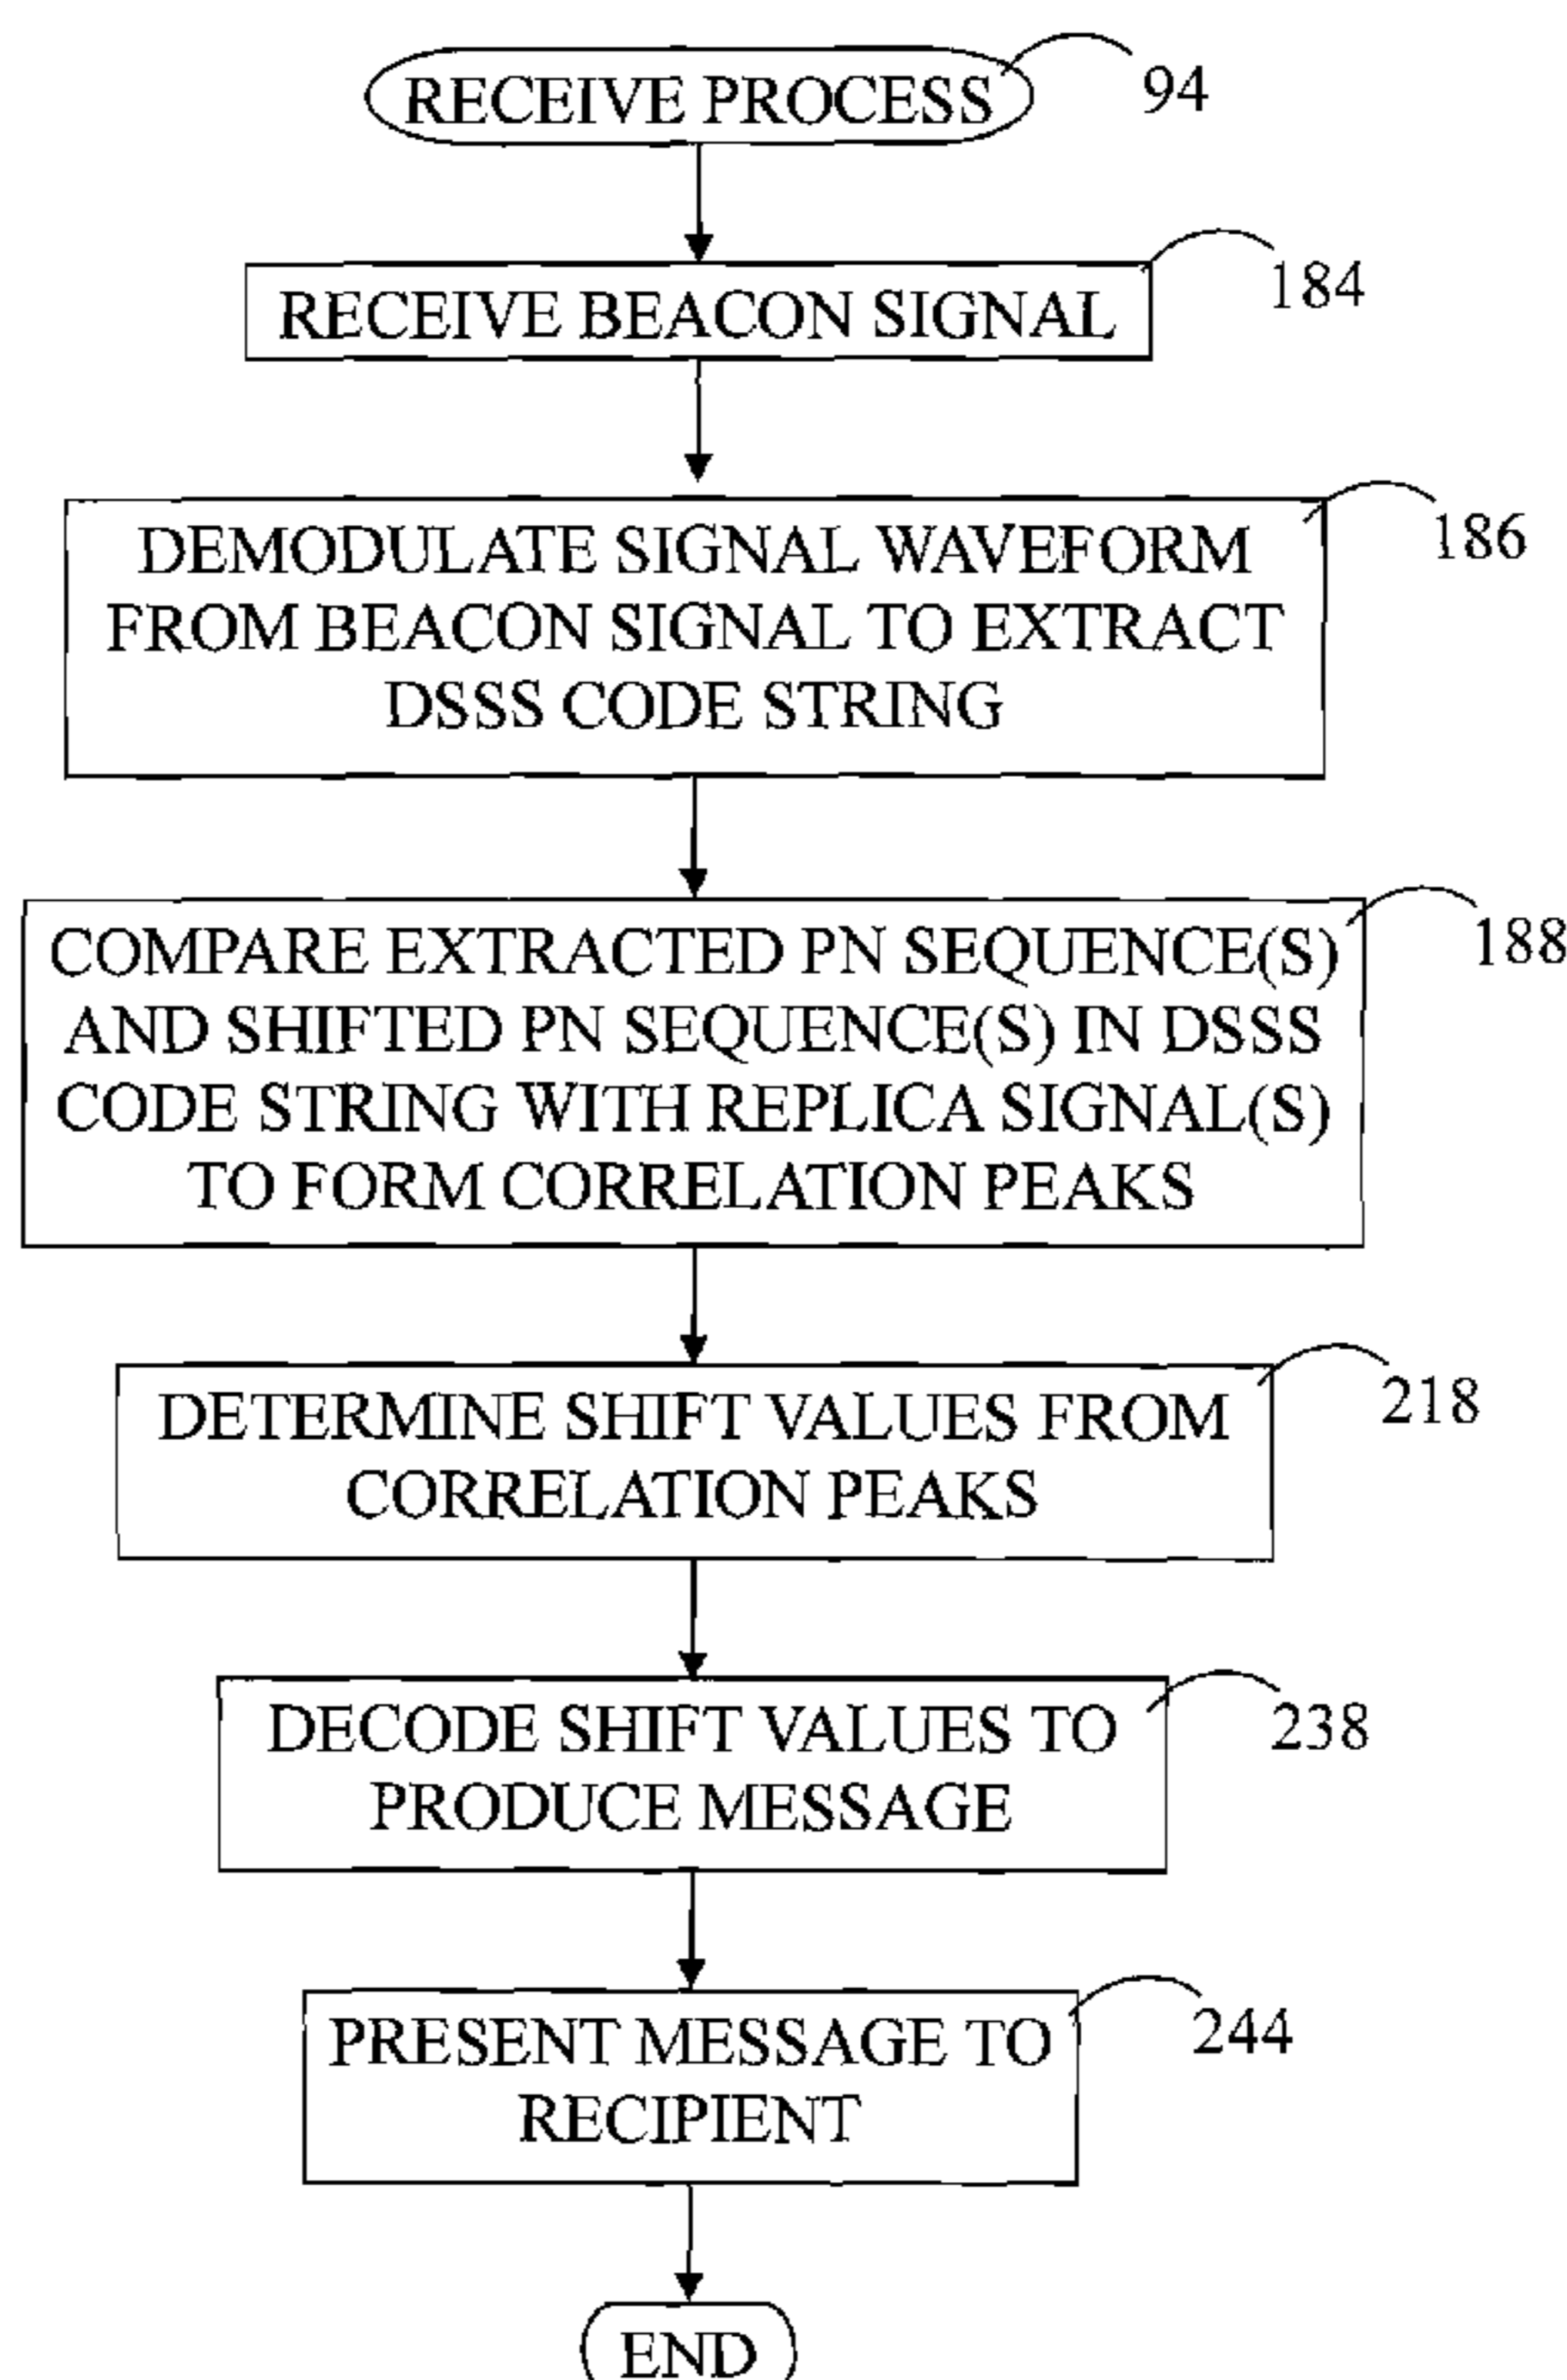 RECEIVE PROCESS
94
RECEIVE BEACON SIGNAL
184
DEMODULATE SIGNAL WAVEFORM
FROM BEACON SIGNAL TO EXTRACT
DSSS CODE STRING
186
COMPARE EXTRACTED PN SEQUENCE(S)
AND SHIFTED PN SEQUENCE(S) IN DSSS
CODE STRING WITH REPLICA SIGNAL(S)
TO FORM CORRELATION PEAKS
188
DETERMINE SHIFT VALUES FROM
CORRELATION PEAKS
218
DECODE SHIFT VALUES TO
PRODUCE MESSAGE
238
PRESENT MESSAGE TO
RECIPIENT
244
END